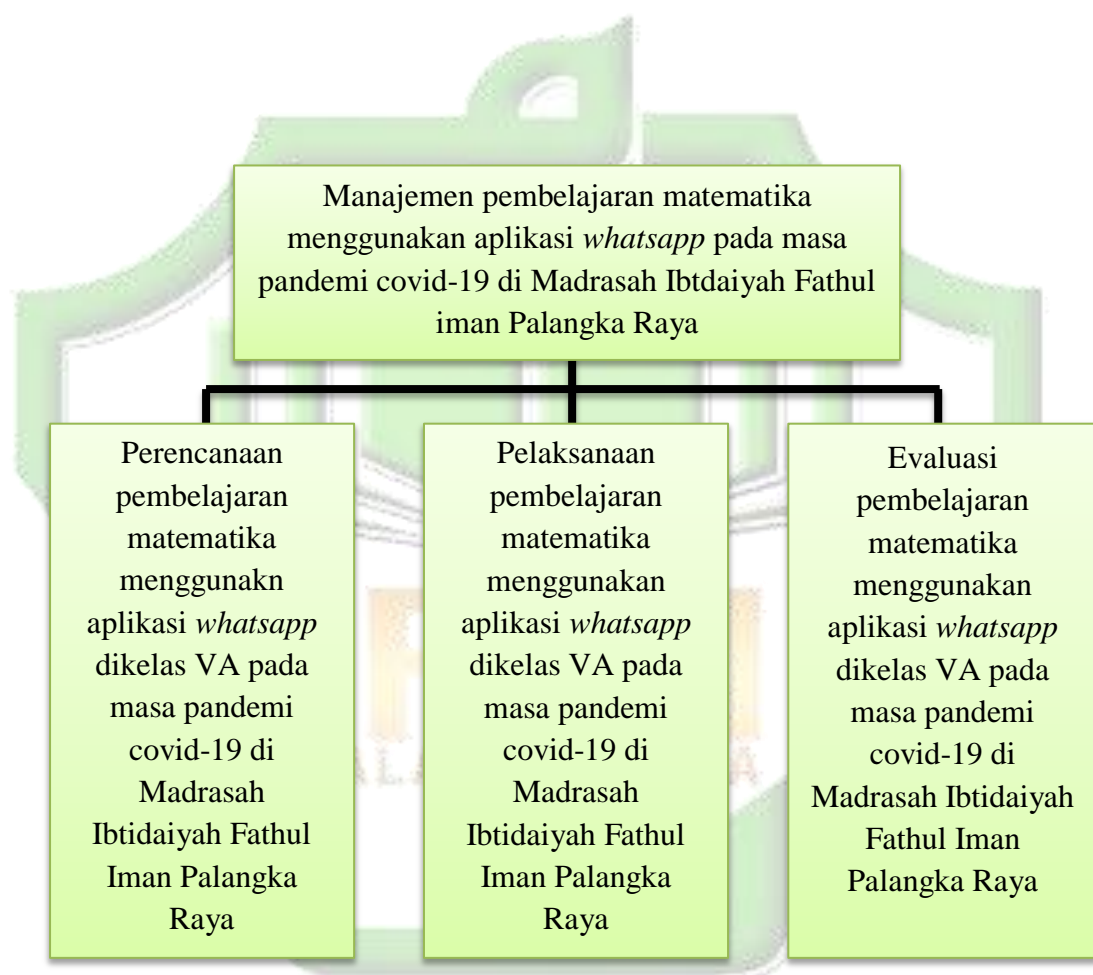 Manajemen pembelajaran matematika
menggunakan aplikasi whatsapp pada masa
pandemi covid-19 di Madrasah Ibtdaiyah Fathul
iman Palangka Raya
Perencanaan
pembelajaran
matematika
menggunakn
aplikasi whatsapp
dikelas VA pada
masa pandemi
covid-19 di
Madrasah
Ibtidaiyah Fathul
Iman Palangka
Raya
Pelaksanaan
pembelajaran
matematika
menggunakan
aplikasi whatsapp
dikelas VA pada
masa pandemi
covid-19 di
Madrasah
Ibtidaiyah Fathul
Iman Palangka
Raya
Evaluasi
pembelajaran
matematika
menggunakan
aplikasi whatsapp
dikelas VA pada
masa pandemi
covid-19 di
Madrasah Ibtidaiyah
Fathul Iman
Palangka Raya